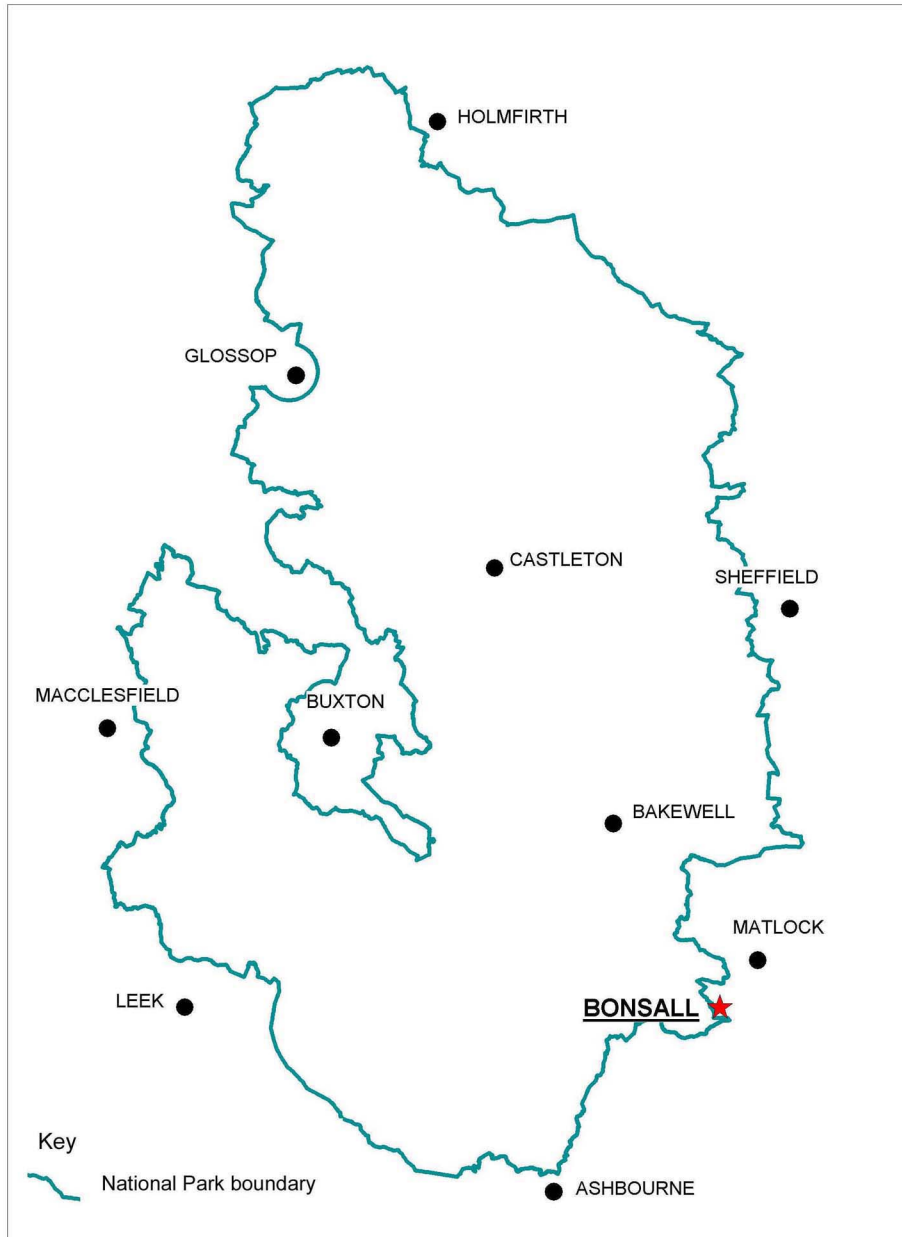 HOLMFIRTH
GLOSSOP
CASTLETON
SHEFFIELD
MACCLESFIELD
BUXTON
BAKEWELL
MATLOCK
LEEK
BONSALL
Key
National Park boundary
ASHBOURNE